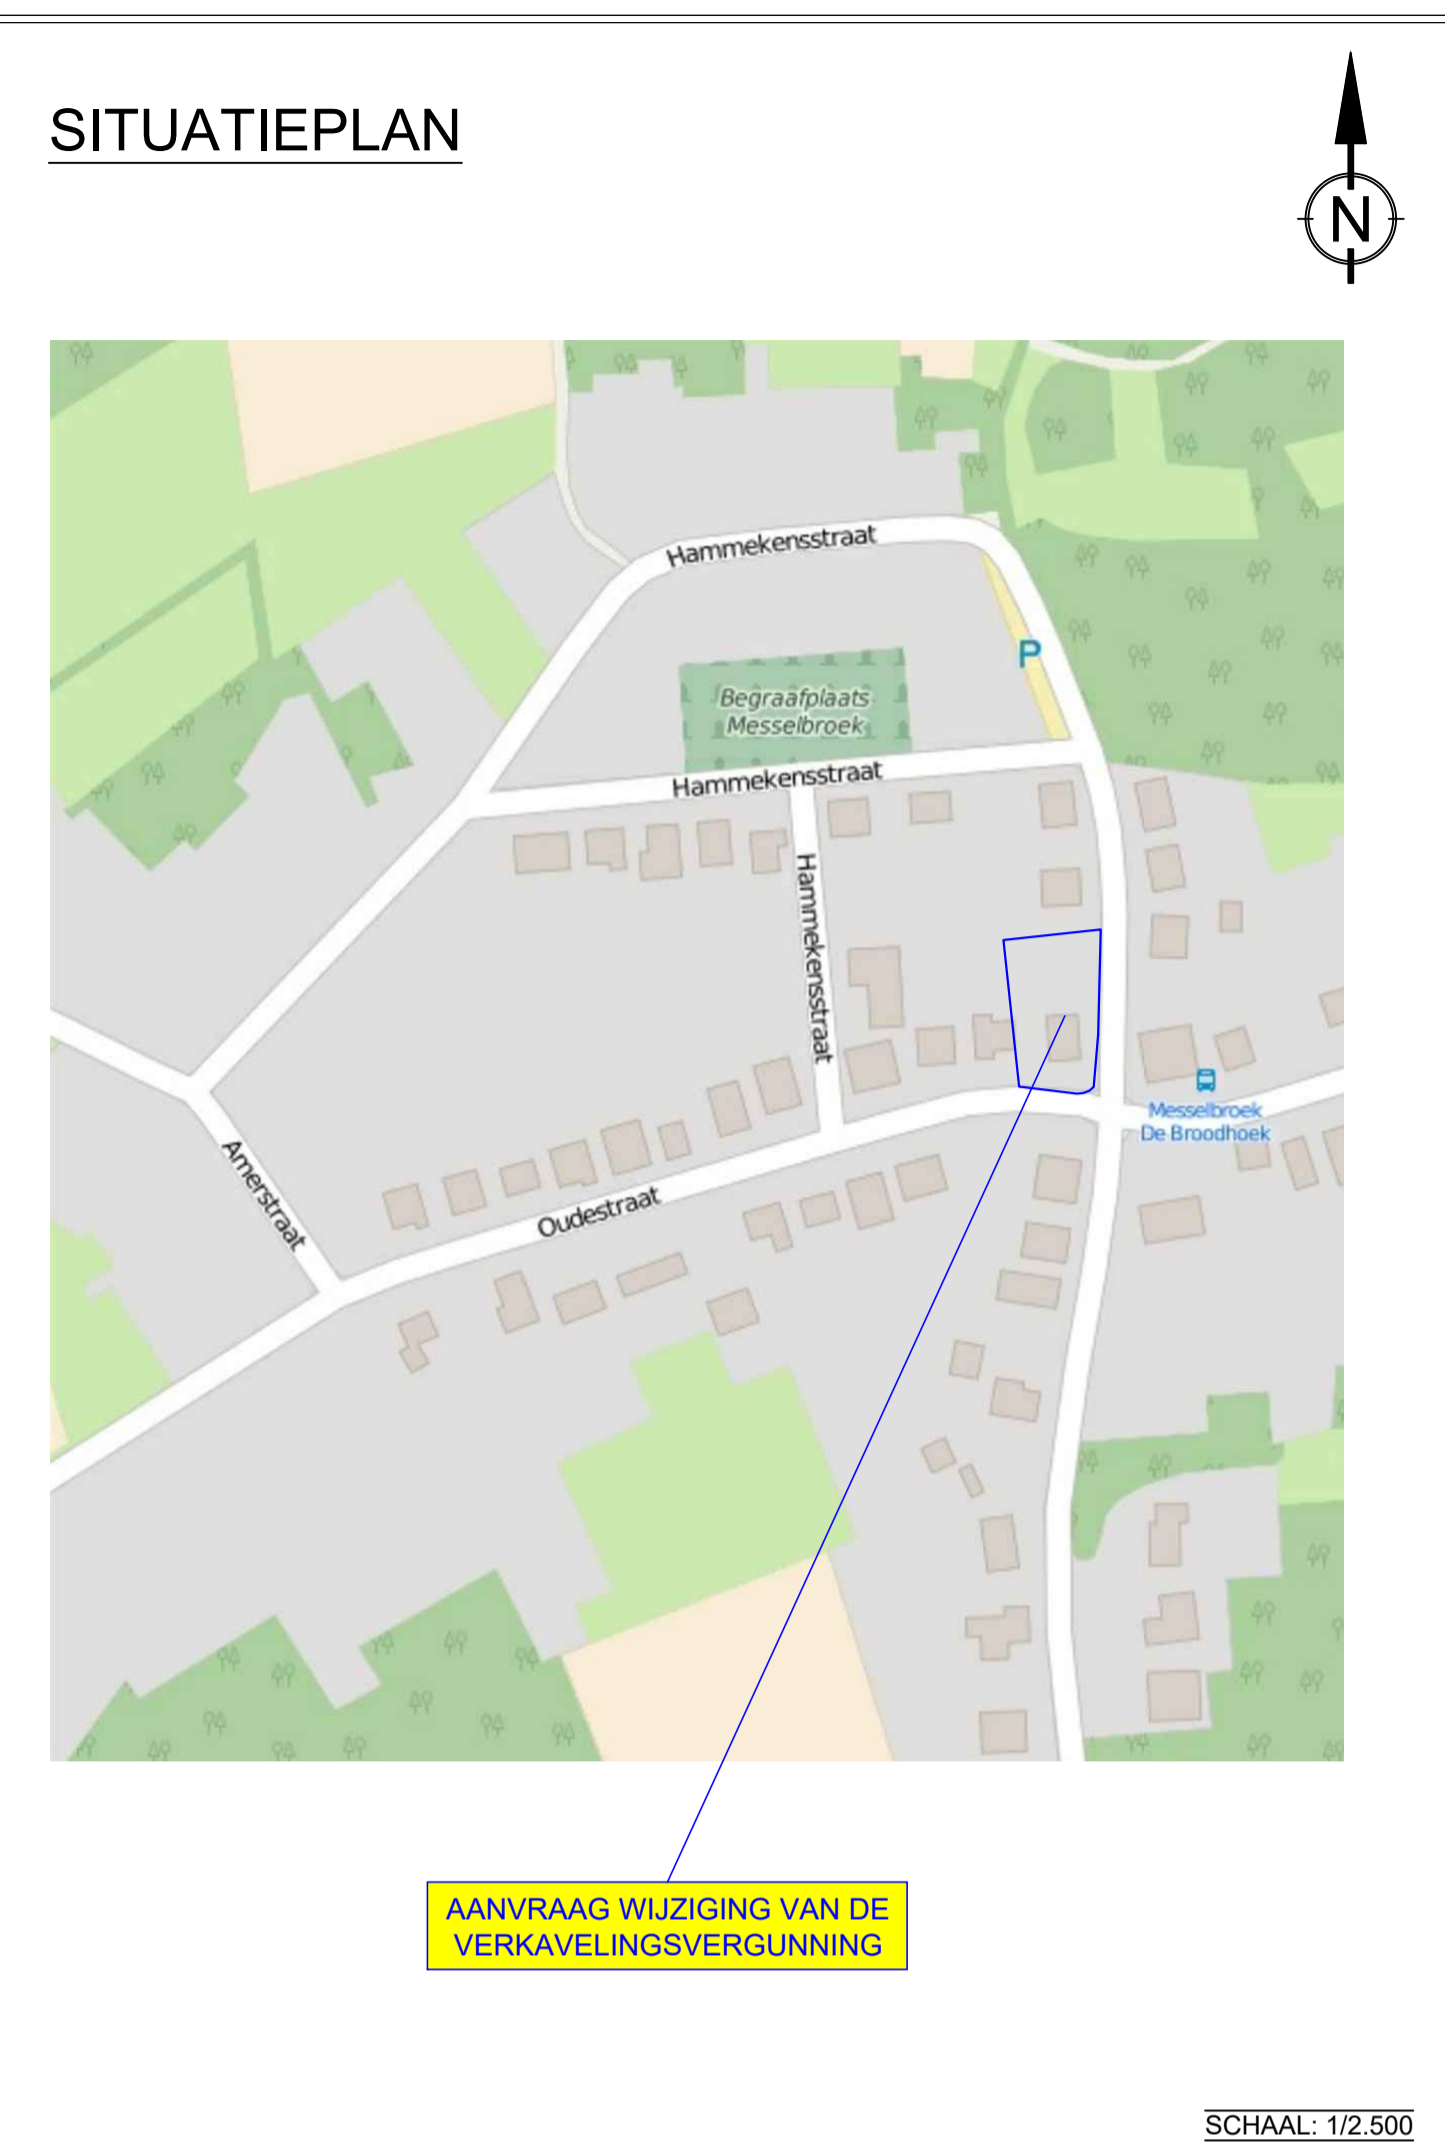 SITUATIEPLAN
N
Hammekensstraat
P
Begraafplaats
Messelbroek
Hammekensstraat
Hammekensstraat
Messelbroek
De Broodhoek
Amerstraat
Oudestraat
AANVRAAG WIJZIGING VAN DE
VERKAVELINGSVERGUNNING
SCHAAL: 1/2.500